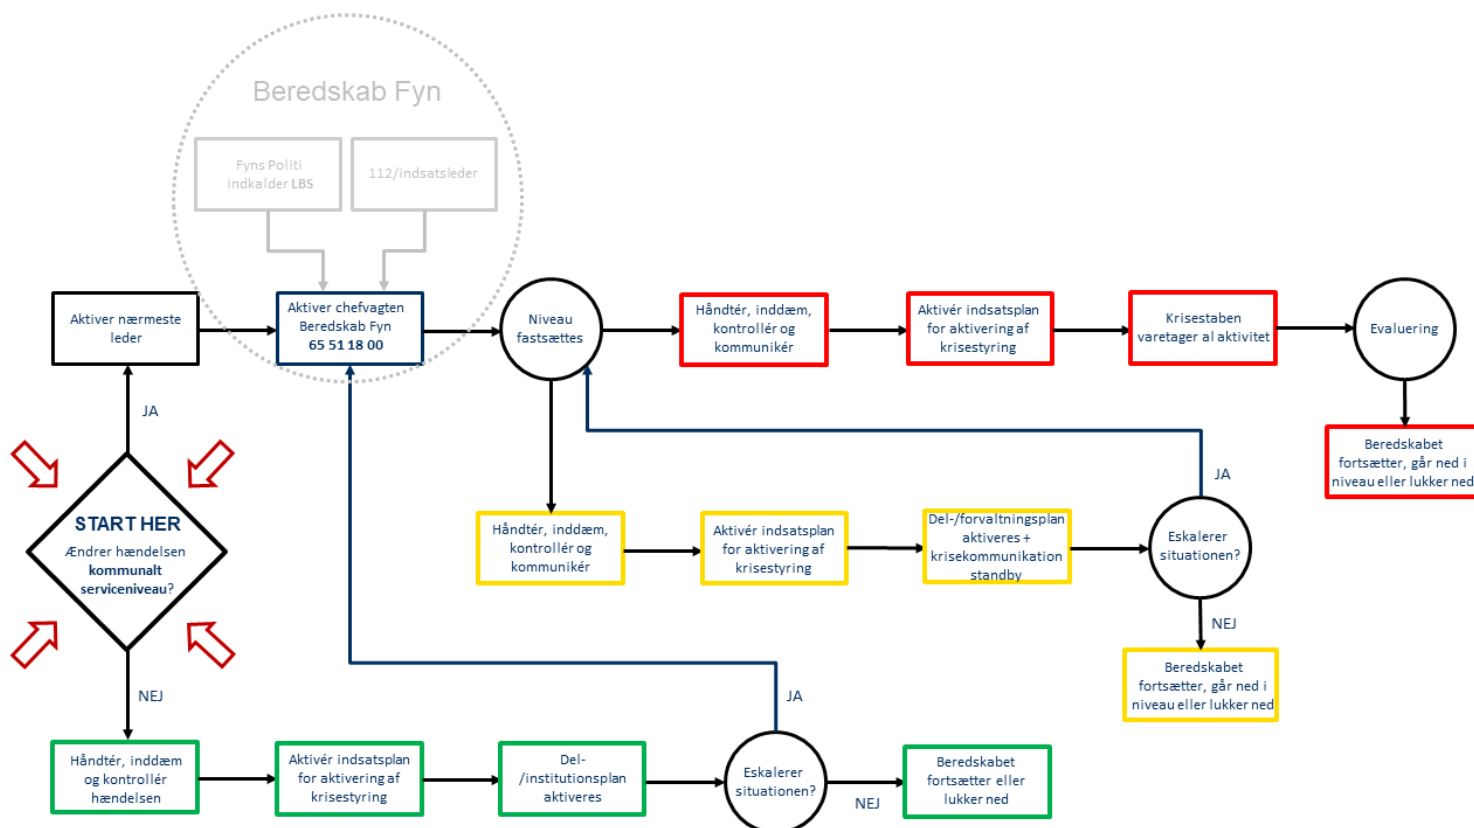 Beredskab Fyn
Fyns Politi
indkalder LBS
112/indsatsleder
Aktiver nærmeste
leder
Aktiver chefvagten
Beredskab Fyn
65 51 18 00
Niveau
fastsættes
Håndtér, inddæm,
kontrollér og
kommunikér
Aktivér indsatsplan
for aktivering af
krisestyring
Krisestaben
varetager al aktivitet
Evaluering
JA
Beredskabet
fortsætter, går ned i
niveau eller lukker ned
START HER
Ændrer hændelsen
kommunalt
serviceniveau?
Håndtér, inddæm,
kontrollér og
kommunikér
Aktivér indsatsplan
for aktivering af
krisestyring
Del-/forvaltningsplan
aktiveres +
krisekommunikation
standby
JA
Eskalerer
situationen?
NEJ
Beredskabet
fortsætter, går ned i
niveau eller lukker ned
NEJ
JA
Håndtér, inddæm
og kontrollér
hændelsen
Aktivér indsatsplan
for aktivering af
krisestyring
Del-
/institutionsplan
aktiveres
Eskalerer
situationen?
NEJ
Beredskabet
fortsætter eller
lukker ned